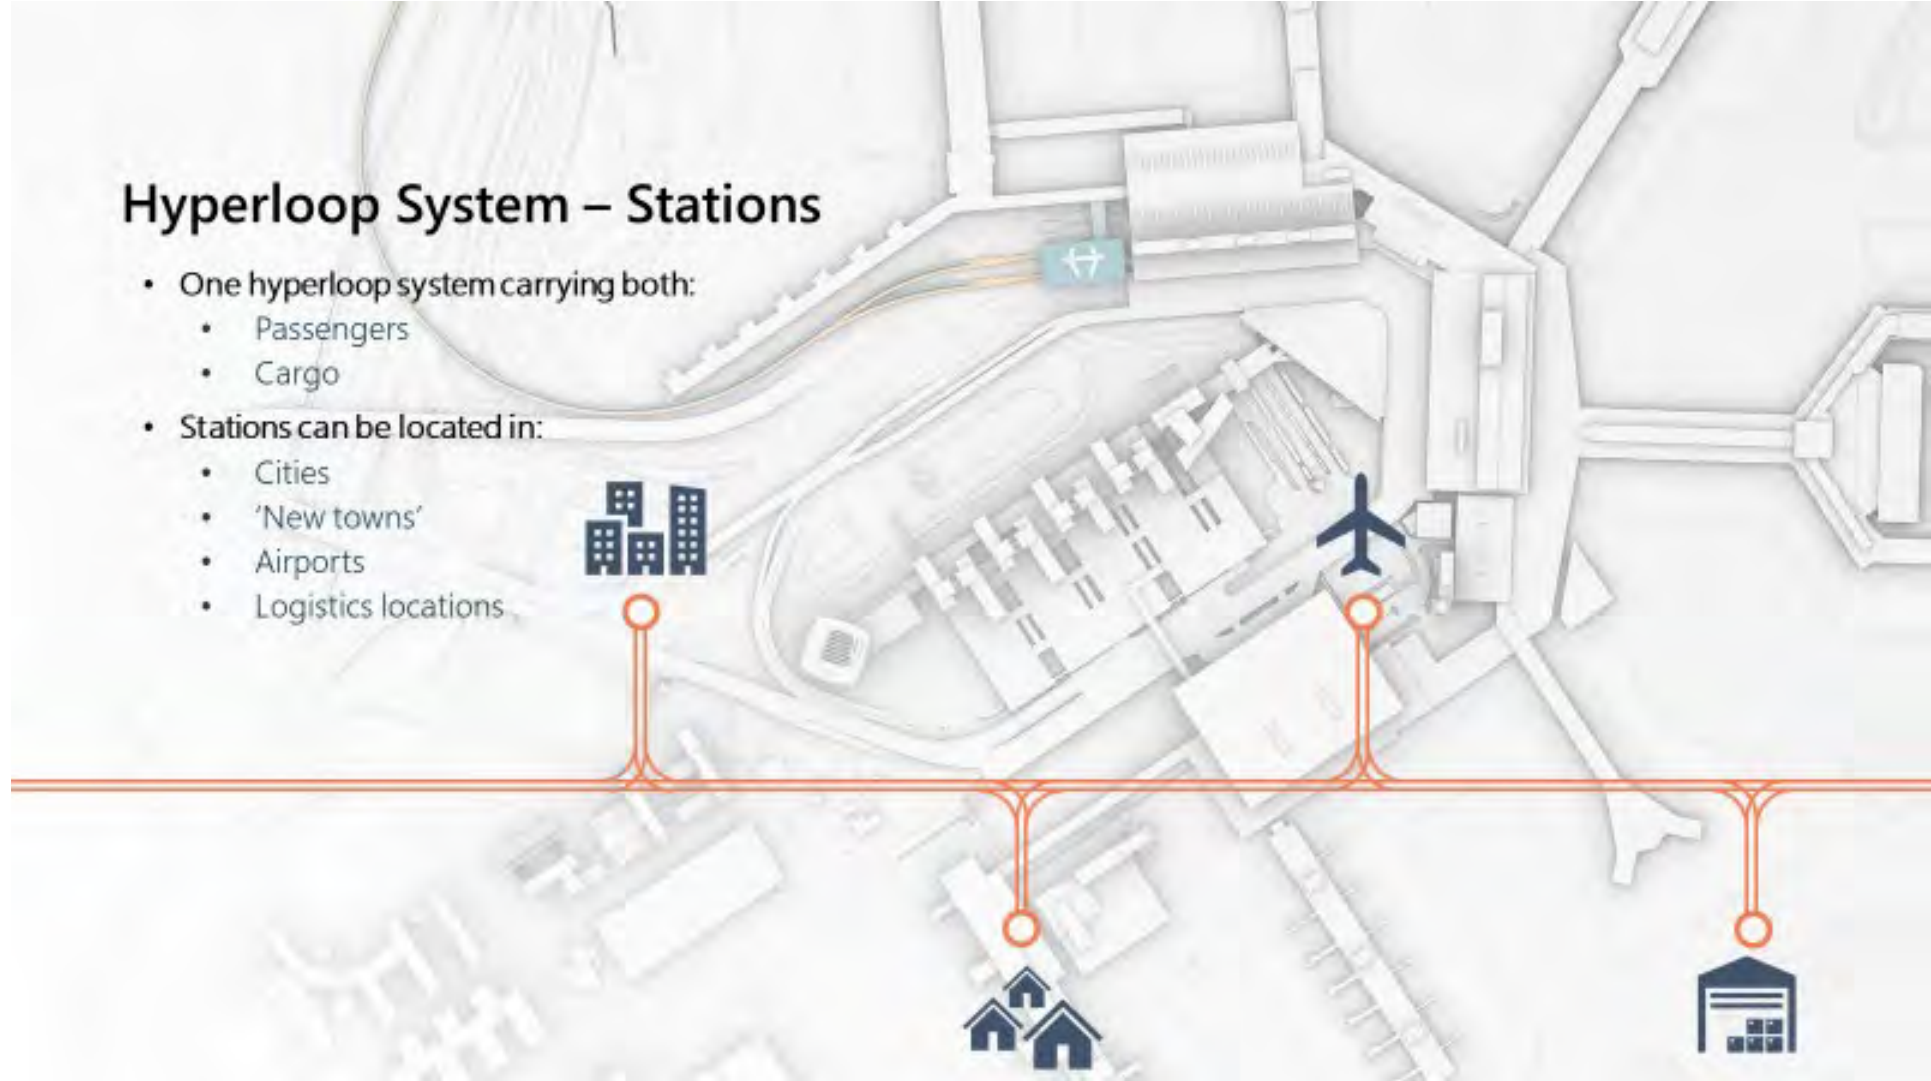 Hyperloop System – Stations
• One hyperloop system carrying both:
• Passengers
• Cargo
• Stations can be located in:
• Cities
• ‘New towns’
• Airports
• Logistics locations